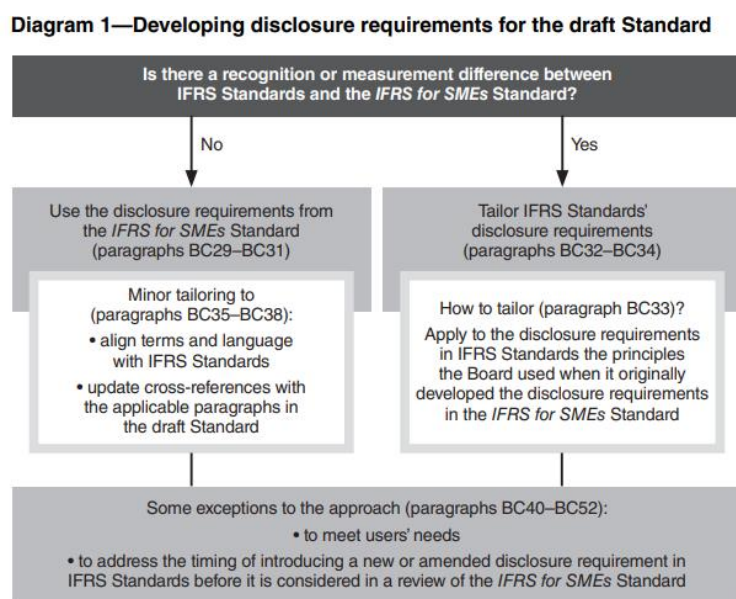 Diagram 1—Developing disclosure requirements for the draft Standard
Is there a recognition or measurement difference between
IFRS Standards and the IFRS for SMEs Standard?
No
Yes
Use the disclosure requirements from
the IFRS for SMEs Standard
(paragraphs BC29–BC31)
Minor tailoring to
(paragraphs BC35–BC38):
• align terms and language
with IFRS Standards
• update cross-references with
the applicable paragraphs in
the draft Standard
Tailor IFRS Standards'
disclosure requirements
(paragraphs BC32–BC34)
How to tailor (paragraph BC33)?
Apply to the disclosure requirements
in IFRS Standards the principles
the Board used when it originally
developed the disclosure requirements
in the IFRS for SMEs Standard
Some exceptions to the approach (paragraphs BC40–BC52):
• to meet users' needs
• to address the timing of introducing a new or amended disclosure requirement in
IFRS Standards before it is considered in a review of the IFRS for SMEs Standard